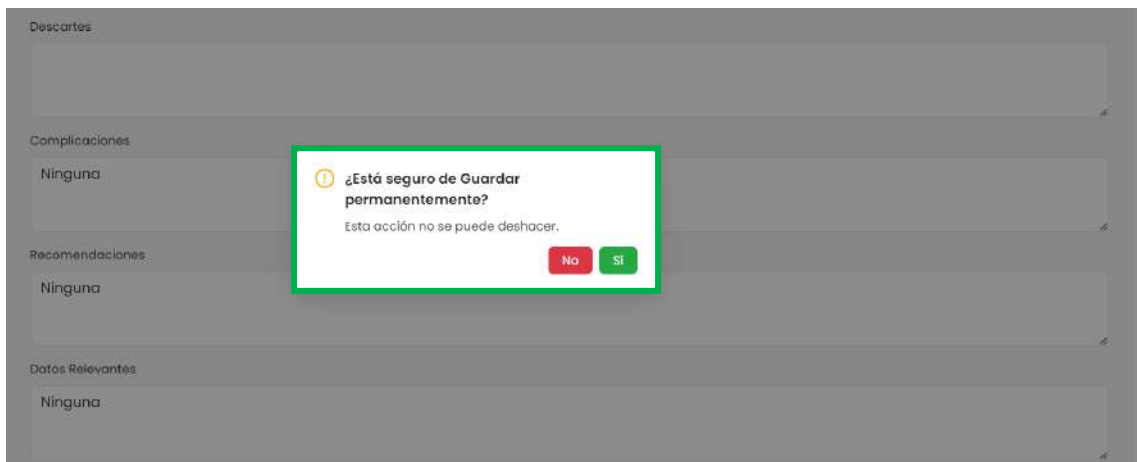 Descartes
Complicaciones
Ninguna
¿Está seguro de Guardar
permanentemente?
Esta acción no se puede deshacer.
No
Sí
Recomendaciones
Ninguna
Datos Relevantes
Ninguna